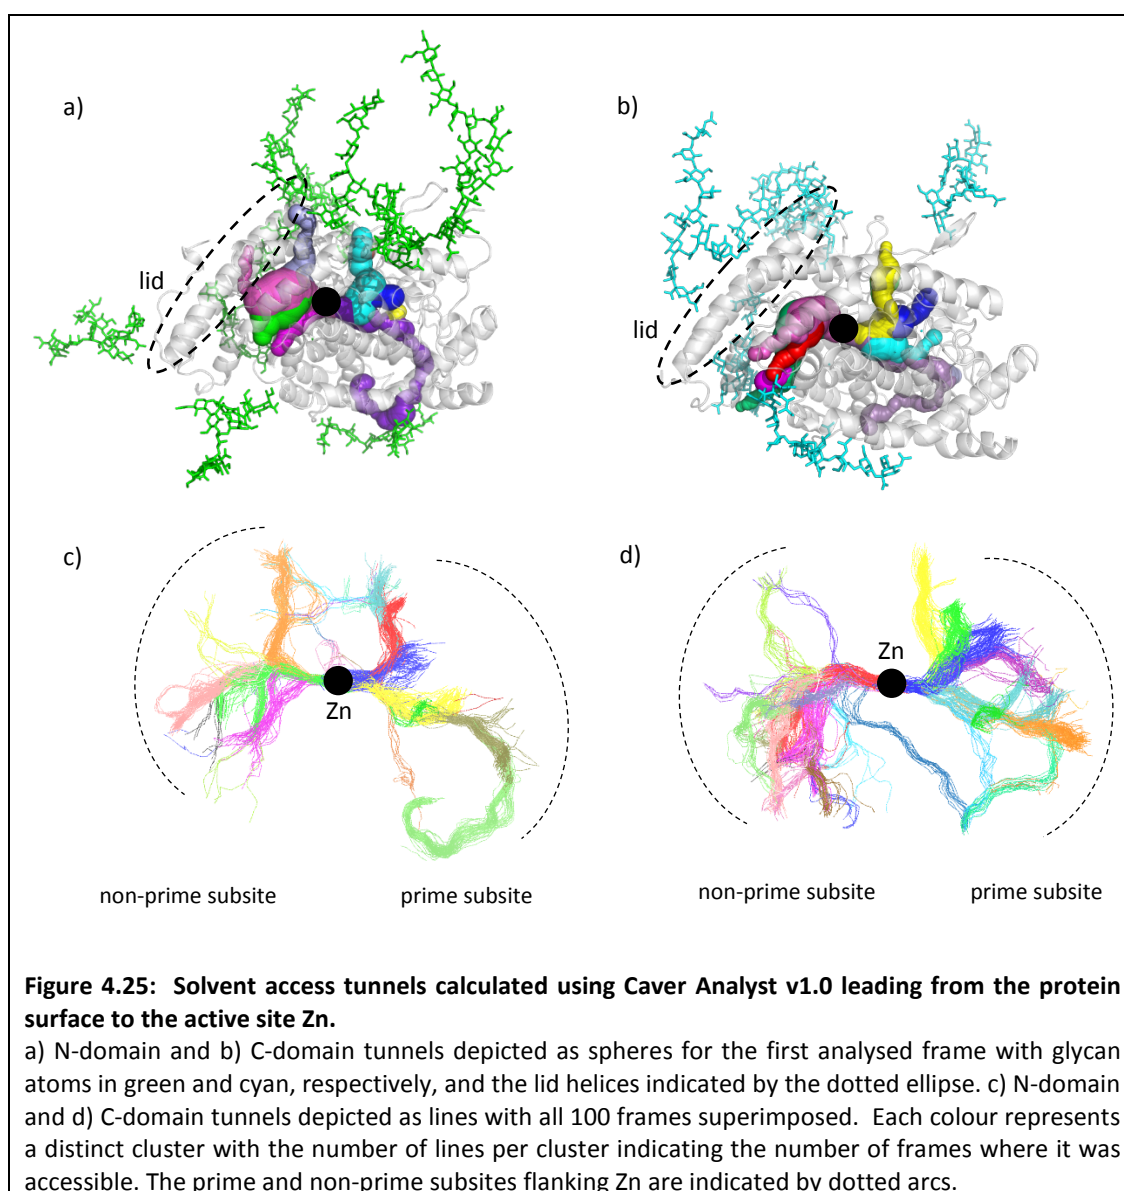 a)
b)
lid
lid
c)
d)
Zn
Zn
non-prime subsite
prime subsite
non-prime subsite
prime subsite
Figure 4.25: Solvent access tunnels calculated using Caver Analyst v1.0 leading from the protein
surface to the active site Zn.
a) N-domain and b) C-domain tunnels depicted as spheres for the first analysed frame with glycan
atoms in green and cyan, respectively, and the lid helices indicated by the dotted ellipse. c) N-domain
and d) C-domain tunnels depicted as lines with all 100 frames superimposed. Each colour represents
a distinct cluster with the number of lines per cluster indicating the number of frames where it was
accessible. The prime and non-prime subsites flanking Zn are indicated by dotted arcs.